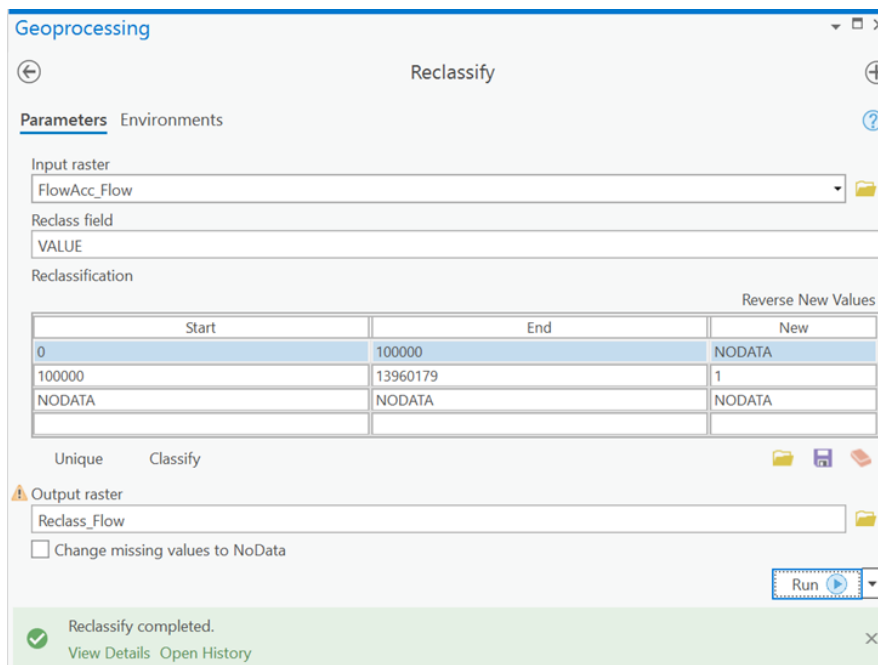 Geoprocessing
Reclassify
Parameters Environments
Input raster
FlowAcc_Flow
Reclass field
VALUE
Reclassification
Reverse New Values
Start End New
0 100000 NODATA
100000 13960179 1
NODATA NODATA NODATA
Unique Classify
Output raster
Reclass_Flow
Change missing values to NoData
Run
Reclassify completed.
View Details Open History